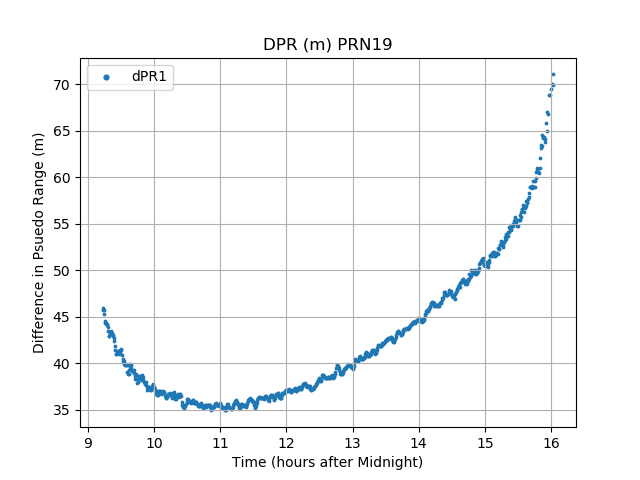 DPR (m) PRN19
dPR1
Difference in Psuedo Range (m)
70
65
60
55
50
45
40
35
9 10 11 12 13 14 15 16
Time (hours after Midnight)